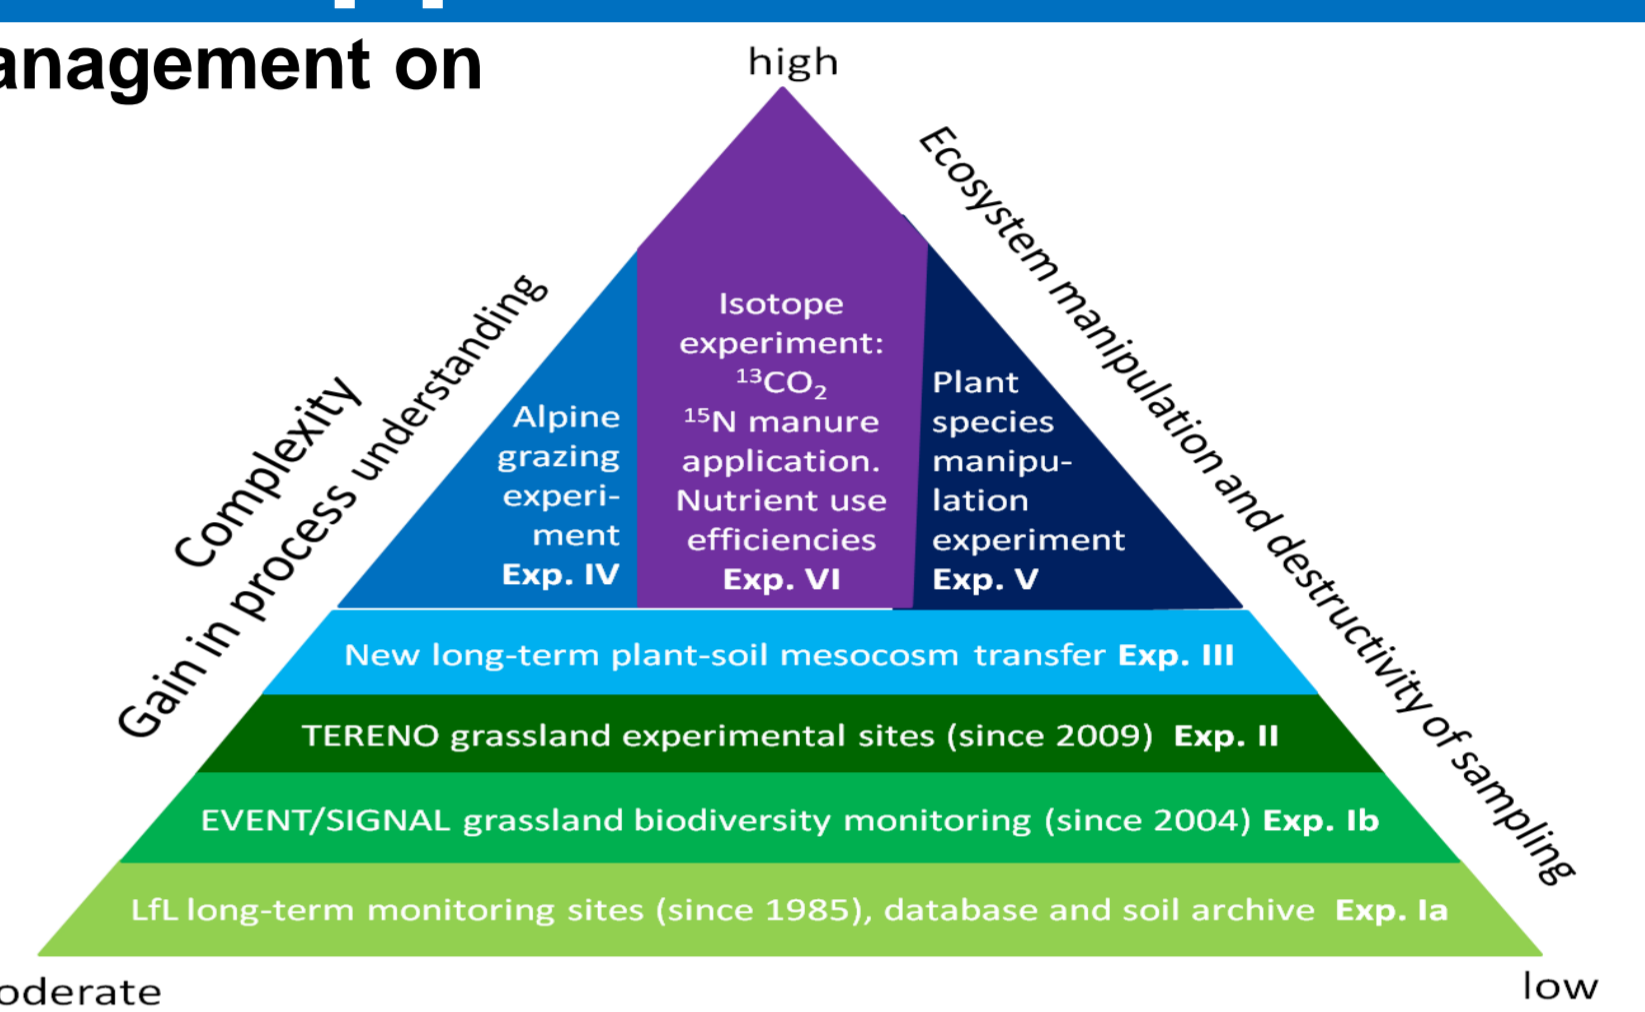 anagement on
high
Ecosystem manipulation and destructivity of sampling
Complexity
Gain in process understanding
Alpine
grazing
experi-
ment
Exp. IV
Isotope
experiment:
¹³CO₂
¹⁵N manure
application.
Nutrient use
efficiencies
Exp. VI
Plant
species
manipu-
lation
experiment
Exp. V
New long-term plant-soil mesocosm transfer Exp. III
TERENO grassland experimental sites (since 2009) Exp. II
EVENT/SIGNAL grassland biodiversity monitoring (since 2004) Exp. Ib
LfL long-term monitoring sites (since 1985), database and soil archive Exp. Ia
oderate
low